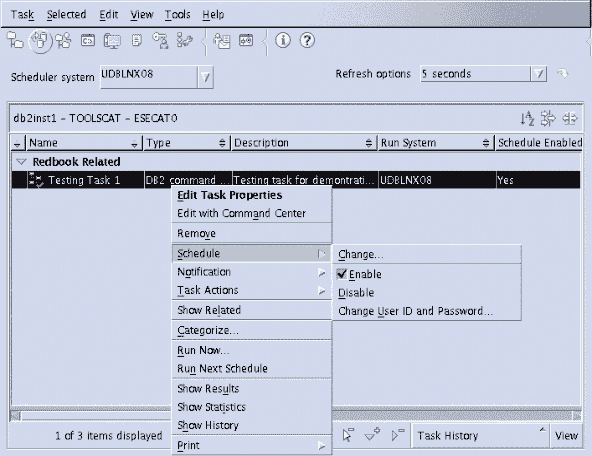 Task Selected Edit View Tools Help
Scheduler system UDBLNX08 Refresh options 5 seconds
db2inst1 - TOOLSCAT - ESECAT0
Name Type Description Run System Schedule Enabled
Redbook Related
Testing Task 1 DB2 command ... Testing task for demontrati... UDBLNX08 Yes
Edit Task Properties
Edit with Command Center
Remove
Schedule
Change...
Notification
Enable
Task Actions
Disable
Show Related
Change User ID and Password...
Categorize...
Run Now...
Run Next Schedule
Show Results
Show Statistics
Show History
Print
1 of 3 items displayed Task History View